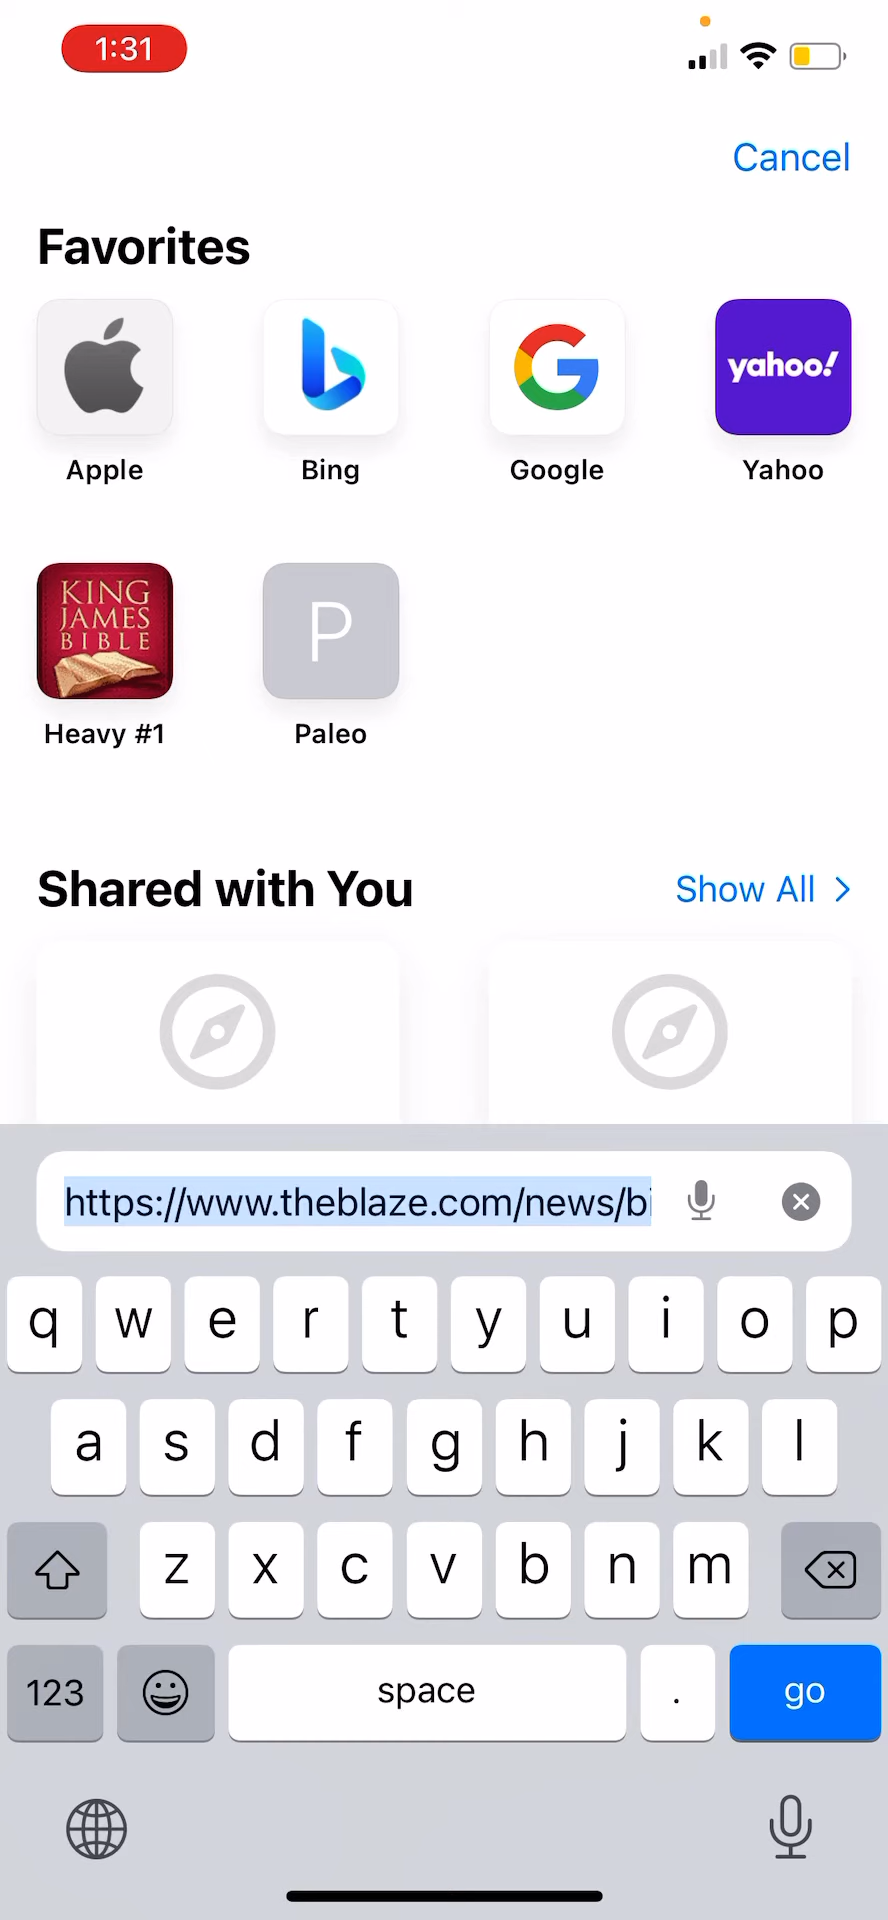 1:31
Cancel
Favorites
yahoo!
Apple
Bing
Google
Yahoo
KING
JAMES
BIBLE
P
Heavy #1
Paleo
Shared with You
Show All
https://www.theblaze.com/news/bi
q w e r t y u i o p
a s d f g h j k l
z x c v b n m
123 space . go